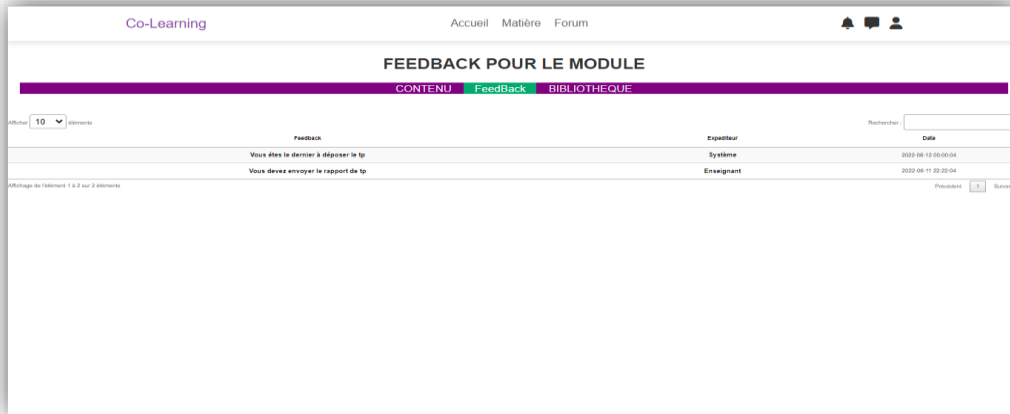 Co-Learning Accueil Matière Forum
FEEDBACK POUR LE MODULE
CONTENU FeedBack BIBLIOTHEQUE
Afficher 10 éléments Rechercher :
Feedback Expediteur Date
Vous êtes le dernier à déposer le tp Système 2022-06-12 00:00:04
Vous devez envoyer le rapport de tp Enseignant 2022-06-11 22:22:04
Affichage de l'élément 1 à 2 sur 2 éléments Précédent 1 Suivant